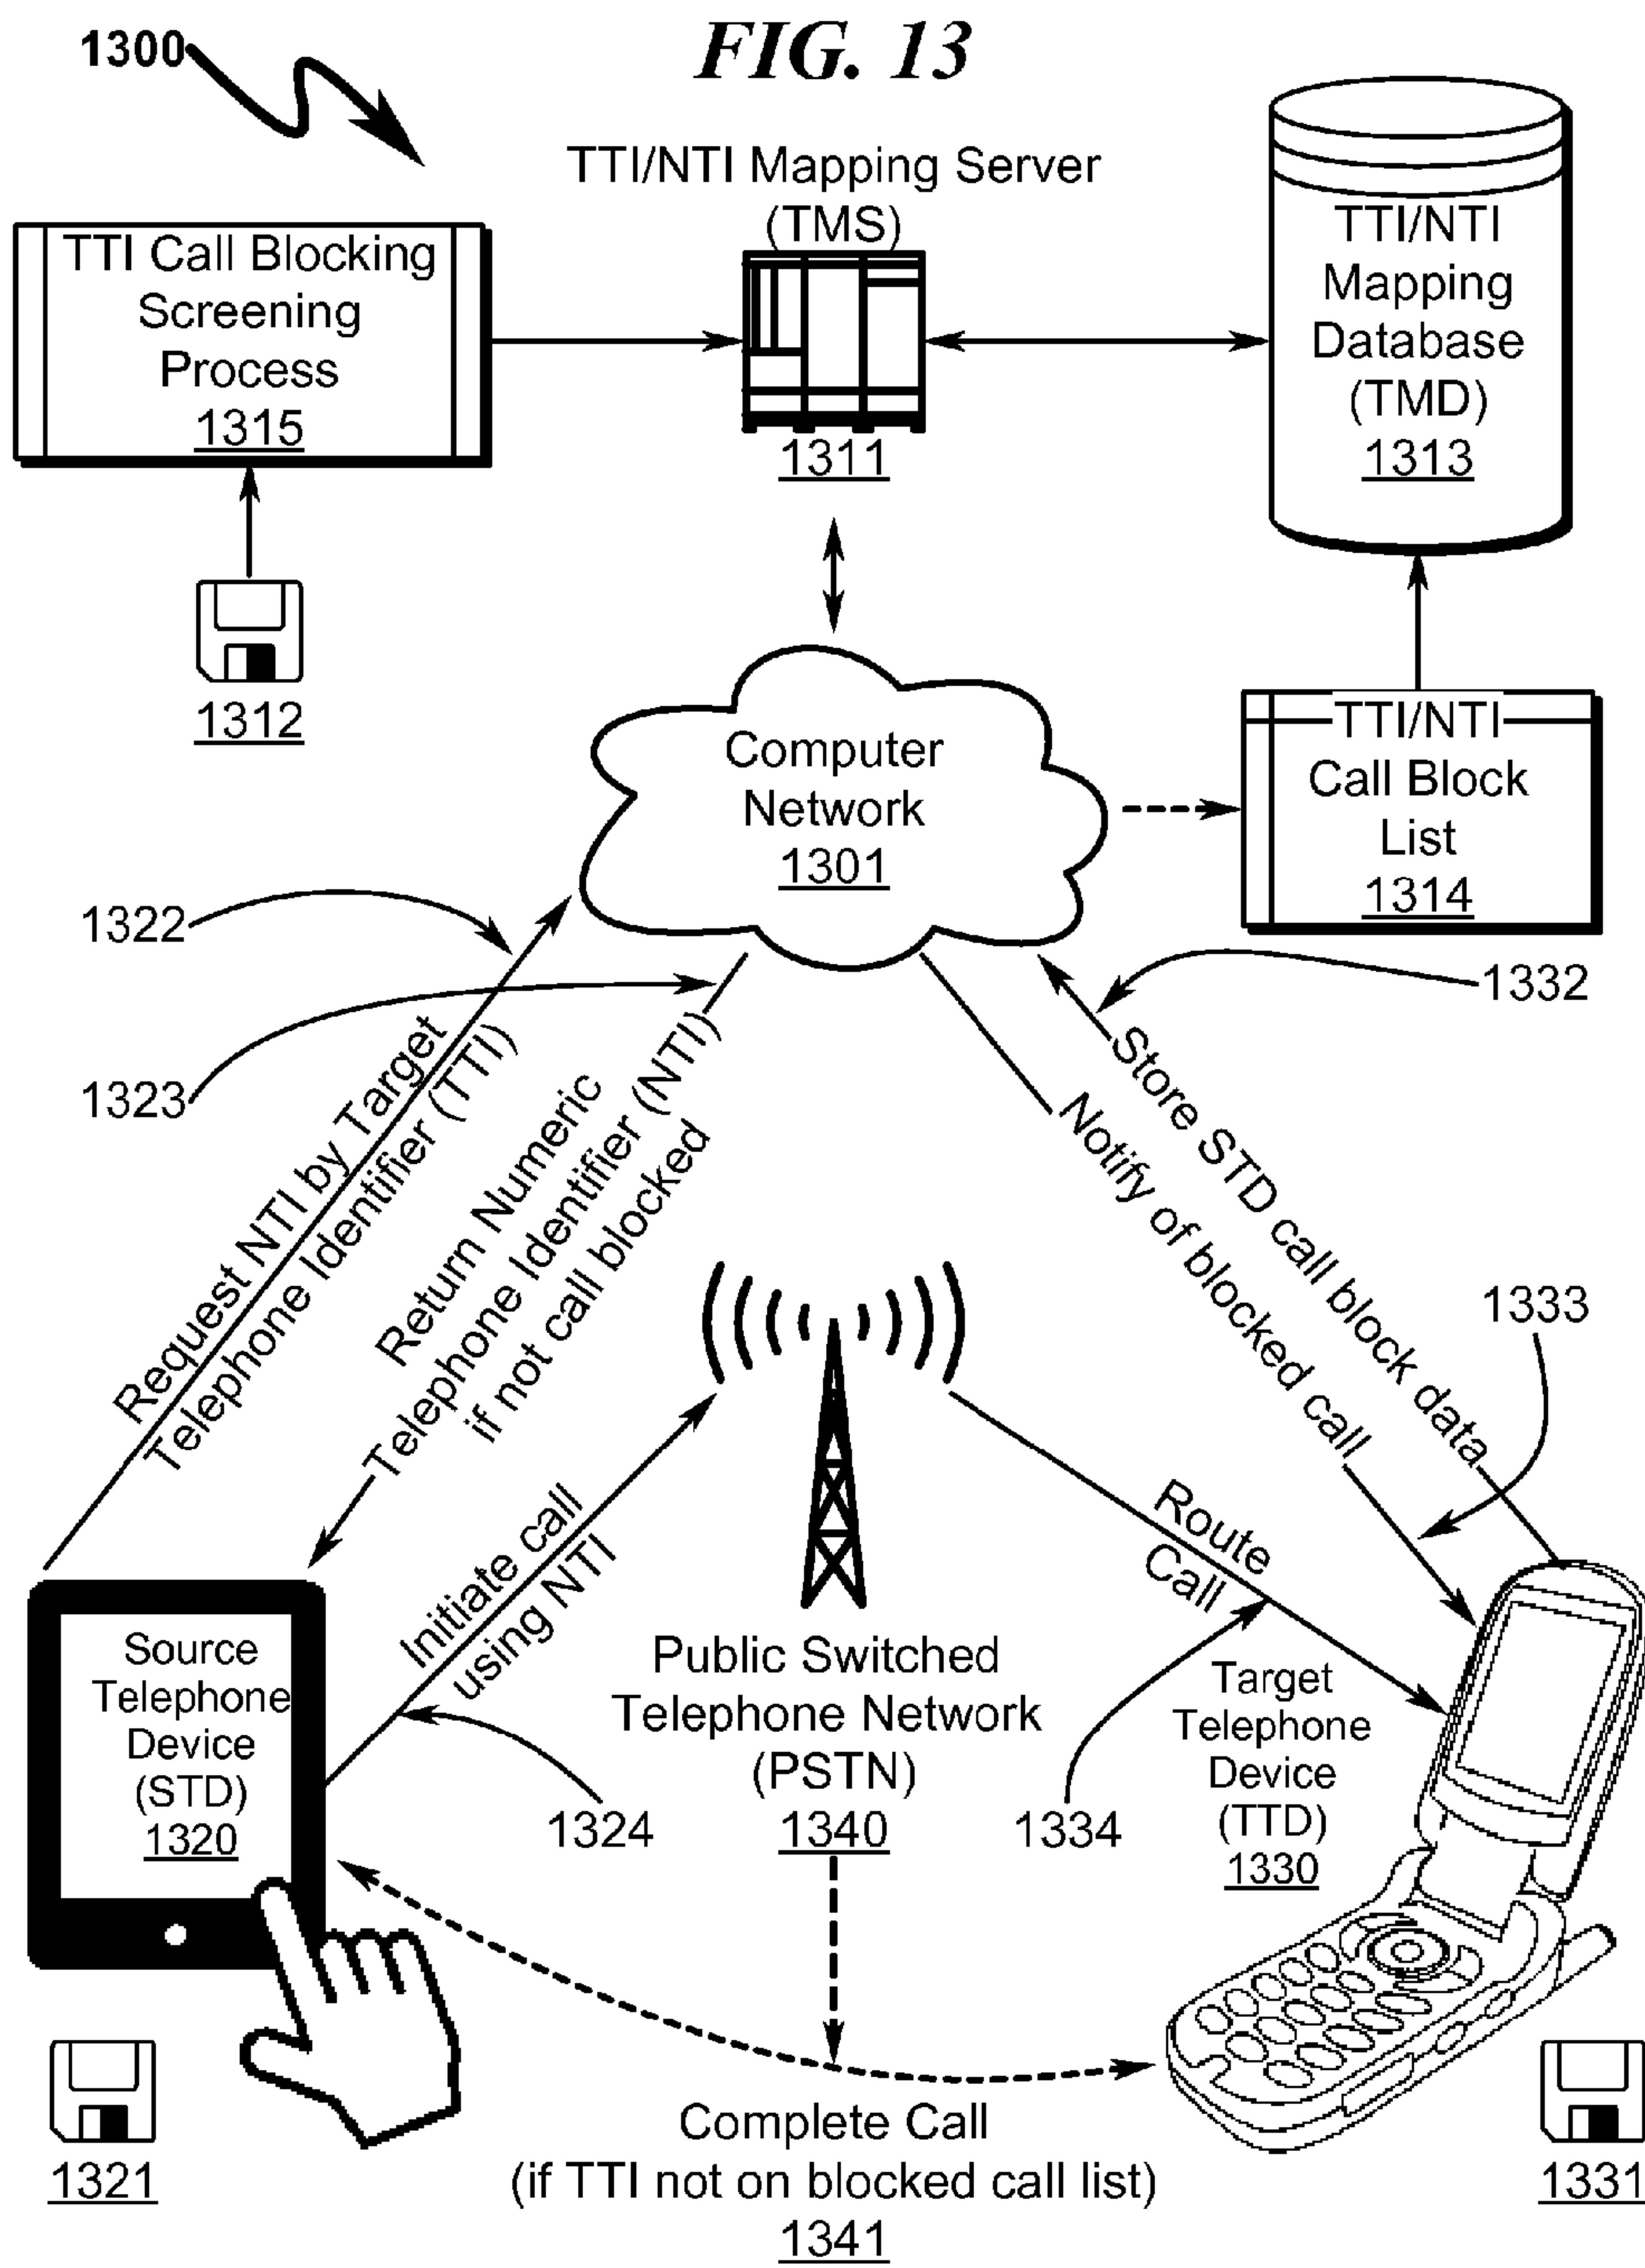 FIG. 13
1300
TTI/NTI Mapping Server
(TMS)
1311
TTI Call Blocking
Screening
Process
1315
TTI/NTI
Mapping
Database
(TMD)
1313
1312
Computer
Network
1301
TTI/NTI
Call Block
List
1314
1322
1323
1332
1333
Request NTI by Target
Telephone Identifier (TTI)
Return Numeric
Telephone Identifier (NTI)
if not call blocked
Store STD call block data
Notify of blocked call
Initiate call
using NTI
Route
Call
Source
Telephone
Device
(STD)
1320
Public Switched
Telephone Network
(PSTN)
1340
Target
Telephone
Device
(TTD)
1330
1324
1334
1321
Complete Call
(if TTI not on blocked call list)
1341
1331